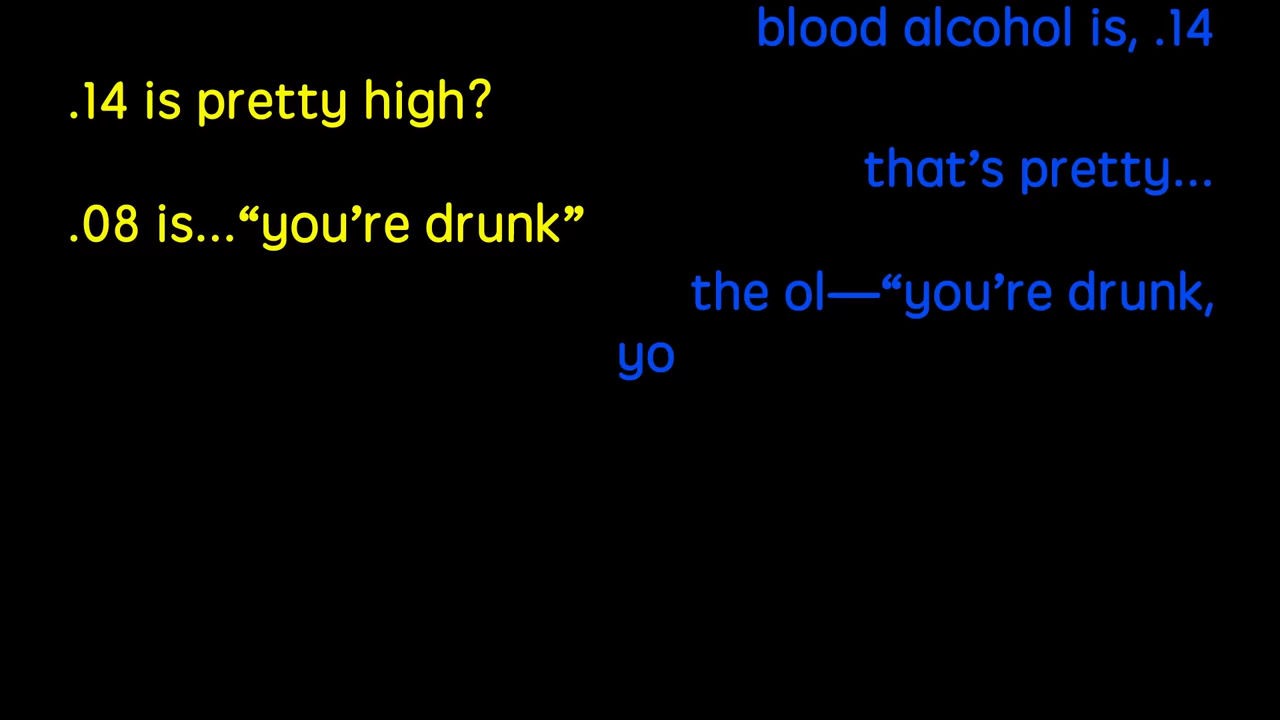 blood alcohol is, .14
.14 is pretty high?
that’s pretty...
.08 is...“you’re drunk”
the ol—“you’re drunk,
yo